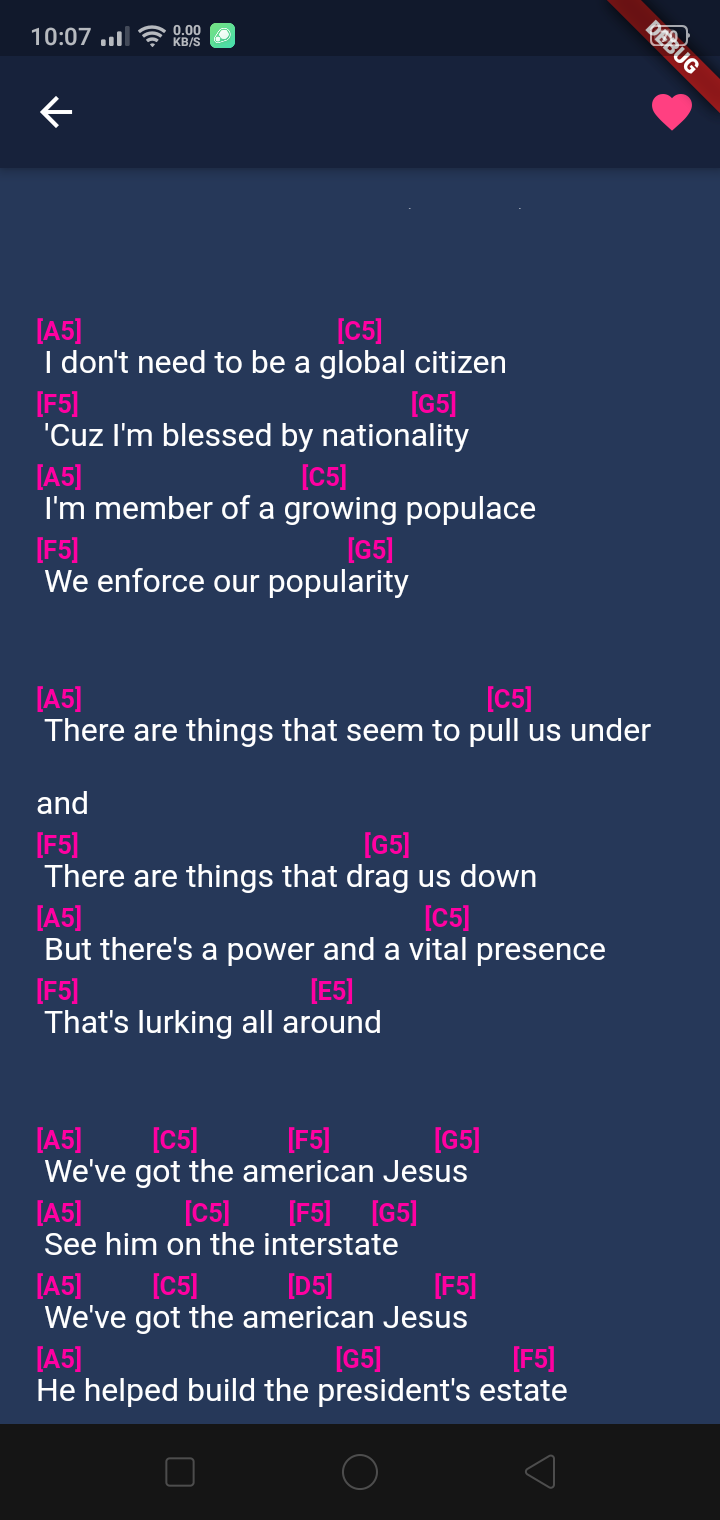 10:07 0.00 KB/S
DEBUG
[A5] [C5]
I don't need to be a global citizen
[F5] [G5]
'Cuz I'm blessed by nationality
[A5] [C5]
I'm member of a growing populace
[F5] [G5]
We enforce our popularity
[A5] [C5]
There are things that seem to pull us under
and
[F5] [G5]
There are things that drag us down
[A5] [C5]
But there's a power and a vital presence
[F5] [E5]
That's lurking all around
[A5] [C5] [F5] [G5]
We've got the american Jesus
[A5] [C5] [F5] [G5]
See him on the interstate
[A5] [C5] [D5] [F5]
We've got the american Jesus
[A5] [G5] [F5]
He helped build the president's estate